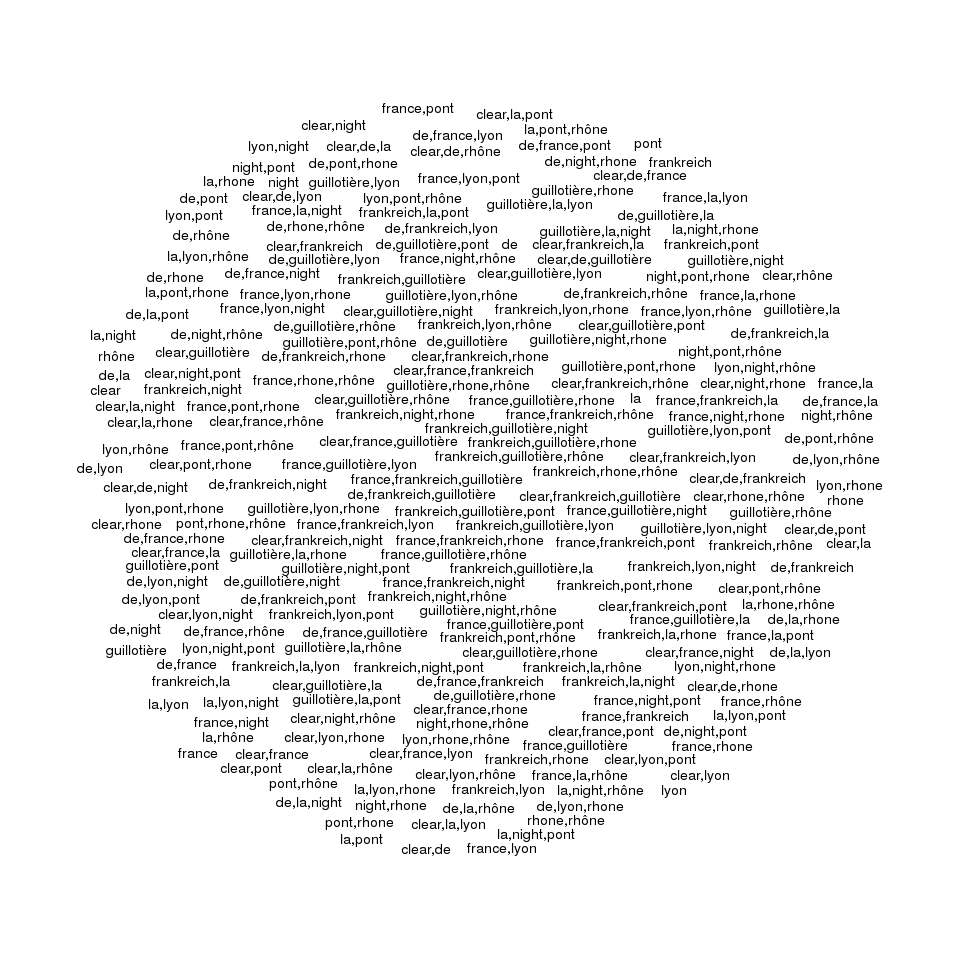 france,pont
clear,la,pont
clear,night
la,pont,rhône
de,france,lyon
pont
lyon,night
clear,de,la
clear,de,rhône
de,france,pont
night,pont
de,pont,rhone
de,night,rhone
frankreich
clear,de,france
la,rhone
night
guillotière,lyon
france,lyon,pont
guillotière,rhone
de,pont
clear,de,lyon
lyon,pont,rhône
guillotière,la,lyon
france,la,lyon
lyon,pont
france,la,night
frankreich,la,pont
de,guillotière,la
de,rhône
de,rhone,rhône
de,frankreich,lyon
guillotière,la,night
la,night,rhone
clear,frankreich
de,guillotière,pont
de
clear,frankreich,la
frankreich,pont
la,lyon,rhône
de,guillotière,lyon
france,night,rhône
clear,de,guillotière
guillotière,night
de,rhone
de,france,night
frankreich,guillotière
clear,guillotière,lyon
night,pont,rhone
clear,rhône
la,pont,rhone
france,lyon,rhone
guillotière,lyon,rhône
de,frankreich,rhône
france,la,rhone
de,la,pont
france,lyon,night
clear,guillotière,night
frankreich,lyon,rhone
france,lyon,rhône
guillotière,la
de,guillotière,rhône
frankreich,lyon,rhône
clear,guillotière,pont
la,night
de,night,rhône
guillotière,pont,rhône
de,guillotière
guillotière,night,rhone
de,frankreich,la
rhône
clear,guillotière
de,frankreich,rhone
clear,frankreich,rhone
night,pont,rhône
de,la
clear,night,pont
france,rhone,rhône
clear,france,frankreich
guillotière,pont,rhone
lyon,night,rhône
clear
frankreich,night
guillotière,rhone,rhône
clear,frankreich,rhône
clear,night,rhone
france,la
clear,la,night
france,pont,rhone
clear,guillotière,rhône
france,guillotière,rhone
la
france,frankreich,la
de,france,la
clear,la,rhone
clear,france,rhône
frankreich,night,rhone
france,frankreich,rhône
france,night,rhone
night,rhône
frankreich,guillotière,night
guillotière,lyon,pont
de,pont,rhône
lyon,rhône
france,pont,rhône
clear,france,guillotière
frankreich,guillotière,rhone
de,lyon
clear,pont,rhone
france,guillotière,lyon
frankreich,guillotière,rhône
clear,frankreich,lyon
de,lyon,rhône
frankreich,rhone,rhône
clear,de,night
de,frankreich,night
france,frankreich,guillotière
clear,de,frankreich
lyon,rhone
de,frankreich,guillotière
clear,frankreich,guillotière
clear,rhone,rhône
rhone
lyon,pont,rhone
guillotière,lyon,rhone
frankreich,guillotière,pont
france,guillotière,night
guillotière,rhône
clear,rhone
pont,rhone,rhône
france,frankreich,lyon
frankreich,guillotière,lyon
guillotière,lyon,night
clear,de,pont
de,france,rhone
clear,frankreich,night
france,frankreich,rhone
france,frankreich,pont
frankreich,rhône
clear,la
clear,france,la
guillotière,la,rhone
france,guillotière,rhône
guillotière,pont
guillotière,night,pont
frankreich,guillotière,la
frankreich,lyon,night
de,frankreich
de,lyon,night
de,guillotière,night
france,frankreich,night
frankreich,pont,rhone
clear,pont,rhône
de,lyon,pont
de,frankreich,pont
frankreich,night,rhône
clear,frankreich,pont
la,rhone,rhône
clear,lyon,night
frankreich,lyon,pont
guillotière,night,rhône
france,guillotière,la
de,la,rhone
de,night
de,france,rhône
de,france,guillotière
france,guillotière,pont
frankreich,pont,rhône
frankreich,la,rhone
france,la,pont
guillotière
lyon,night,pont
guillotière,la,rhône
clear,guillotière,rhone
clear,france,night
de,la,lyon
de,france
frankreich,la,lyon
frankreich,night,pont
frankreich,la,rhône
lyon,night,rhone
frankreich,la
clear,guillotière,la
de,france,frankreich
frankreich,la,night
clear,de,rhone
la,lyon
la,lyon,night
guillotière,la,pont
de,guillotière,rhone
france,night,pont
france,rhône
france,night
clear,night,rhône
clear,france,rhone
night,rhone,rhône
france,frankreich
la,lyon,pont
la,rhône
clear,lyon,rhone
lyon,rhone,rhône
clear,france,pont
de,night,pont
france,guillotière
france,rhone
france
clear,france
clear,france,lyon
frankreich,rhone
clear,lyon,pont
clear,pont
clear,la,rhône
clear,lyon,rhône
france,la,rhône
clear,lyon
pont,rhône
la,lyon,rhone
frankreich,lyon
la,night,rhône
lyon
de,la,night
night,rhone
de,la,rhône
de,lyon,rhone
pont,rhone
clear,la,lyon
rhone,rhône
la,pont
la,night,pont
clear,de
france,lyon